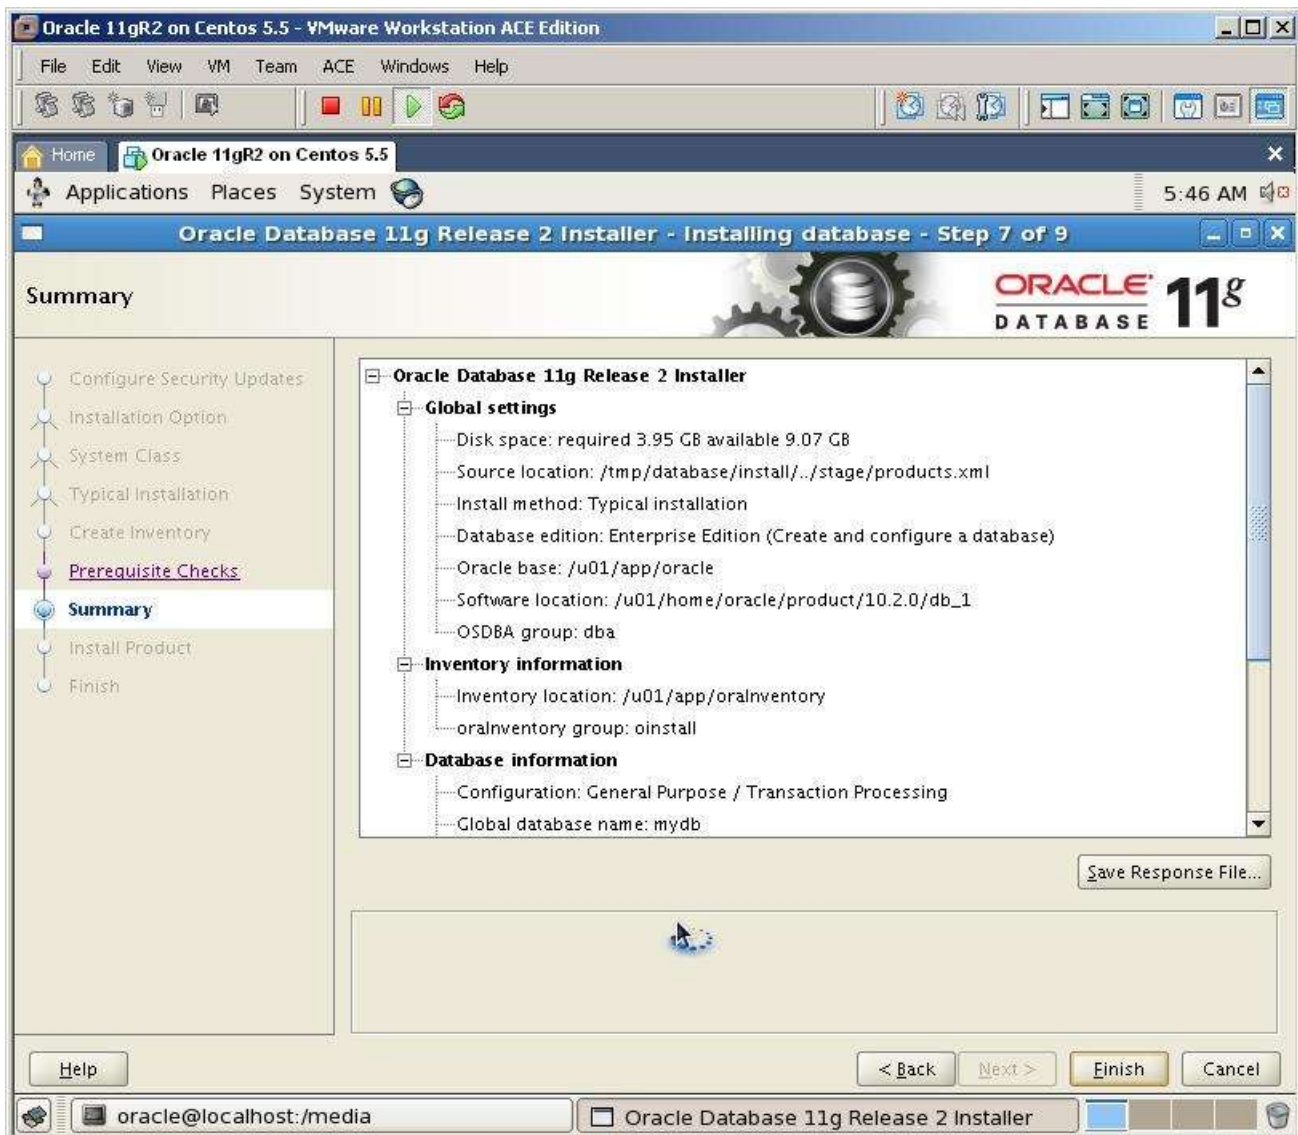 Oracle 11gR2 on Centos 5.5 - VMware Workstation ACE Edition
File Edit View VM Team ACE Windows Help
Home Oracle 11gR2 on Centos 5.5
Applications Places System 5:46 AM
Oracle Database 11g Release 2 Installer - Installing database - Step 7 of 9
Summary
ORACLE 11g
DATABASE
Configure Security Updates
Installation Option
System Class
Typical Installation
Create Inventory
Prerequisite Checks
Summary
Install Product
Finish
Oracle Database 11g Release 2 Installer
Global settings
Disk space: required 3.95 GB available 9.07 GB
Source location: /tmp/database/install/../stage/products.xml
Install method: Typical installation
Database edition: Enterprise Edition (Create and configure a database)
Oracle base: /u01/app/oracle
Software location: /u01/home/oracle/product/10.2.0/db_1
OSDBA group: dba
Inventory information
Inventory location: /u01/app/oraInventory
oraInventory group: oinstall
Database information
Configuration: General Purpose / Transaction Processing
Global database name: mydb
Save Response File...
Help < Back Next > Finish Cancel
oracle@localhost:/media Oracle Database 11g Release 2 Installer